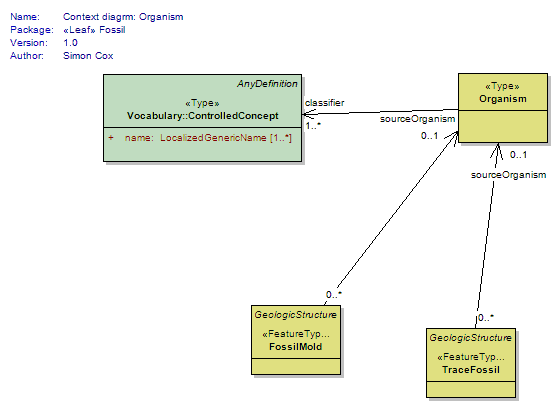 Name: Context diagrm: Organism
Package: «Leaf» Fossil
Version: 1.0
Author: Simon Cox
AnyDefinition
«Type»
Vocabulary::ControlledConcept
+ name: LocalizedGenericName [1..*]
classifier
1..*
«Type»
Organism
sourceOrganism
0..1
0..1
sourceOrganism
0..*
0..*
GeologicStructure
«FeatureTyp...
FossilMold
GeologicStructure
«FeatureTyp...
TraceFossil